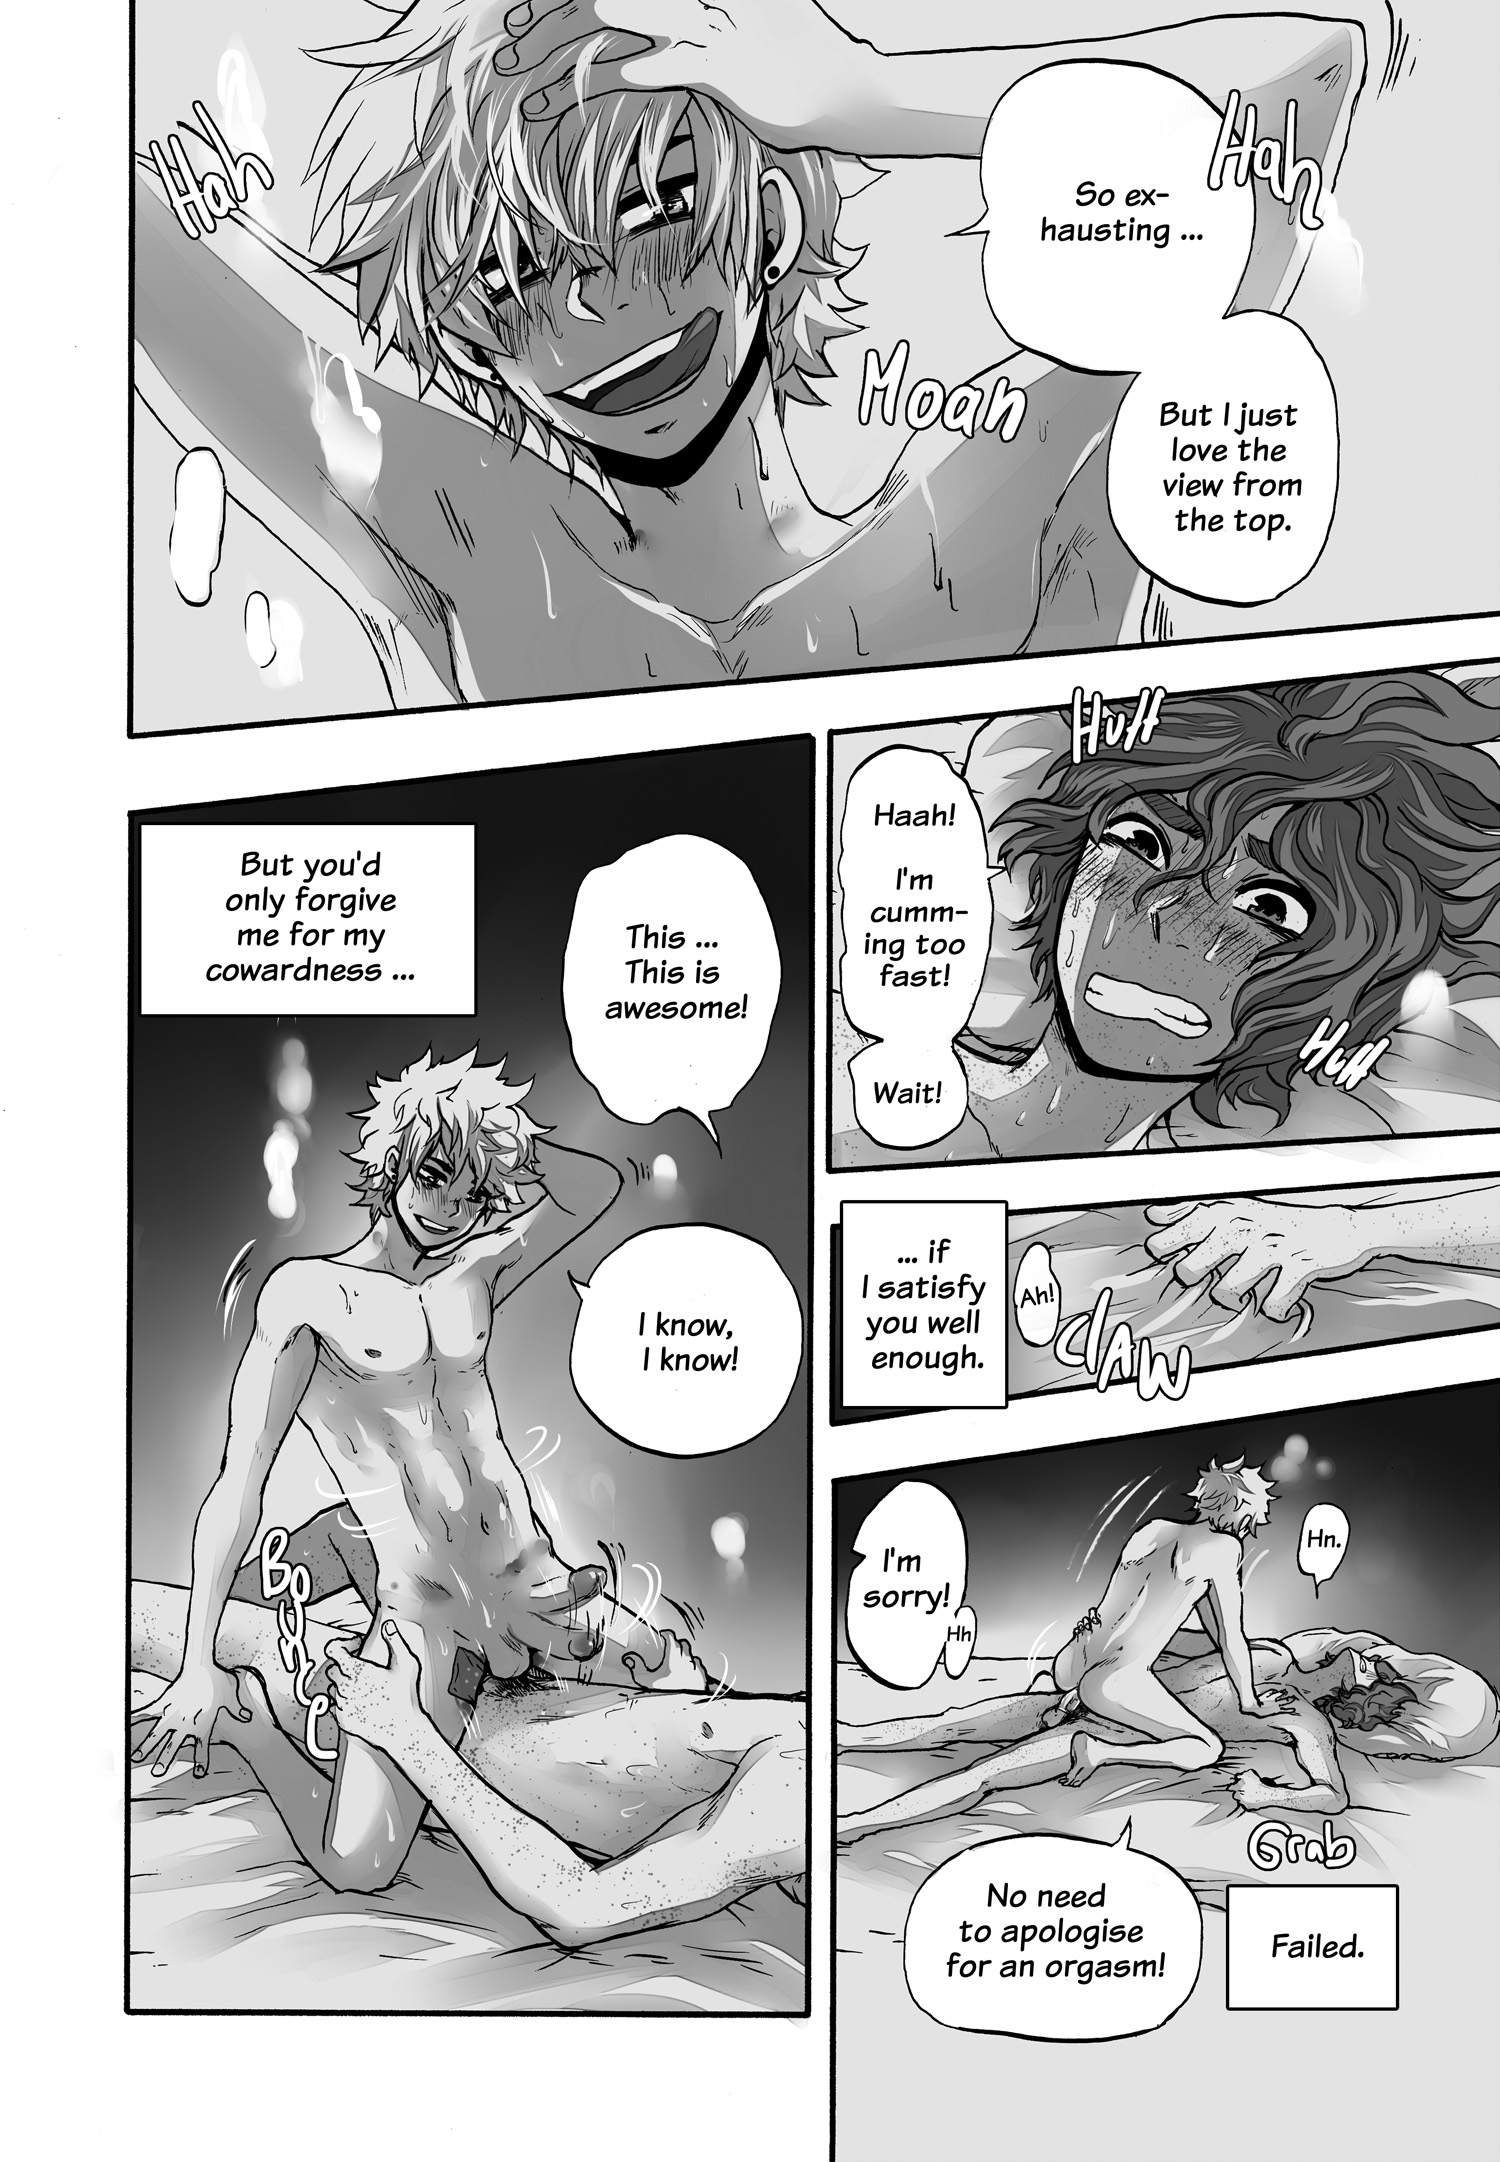 Hah
So ex-
hausting ...
Hah
Moan
But I just
love the
view from
the top.
But you'd
only forgive
me for my
cowardness ...
This ...
This is
awesome!
I know,
I know!
Bounce
Huff
Haah!
I'm
cumm-
ing too
fast!
Wait!
Huff
... if
I satisfy
you well
enough.
Ah!
Claw
I'm
sorry!
Hh
Hn.
Grab
No need
to apologise
for an orgasm!
Failed.